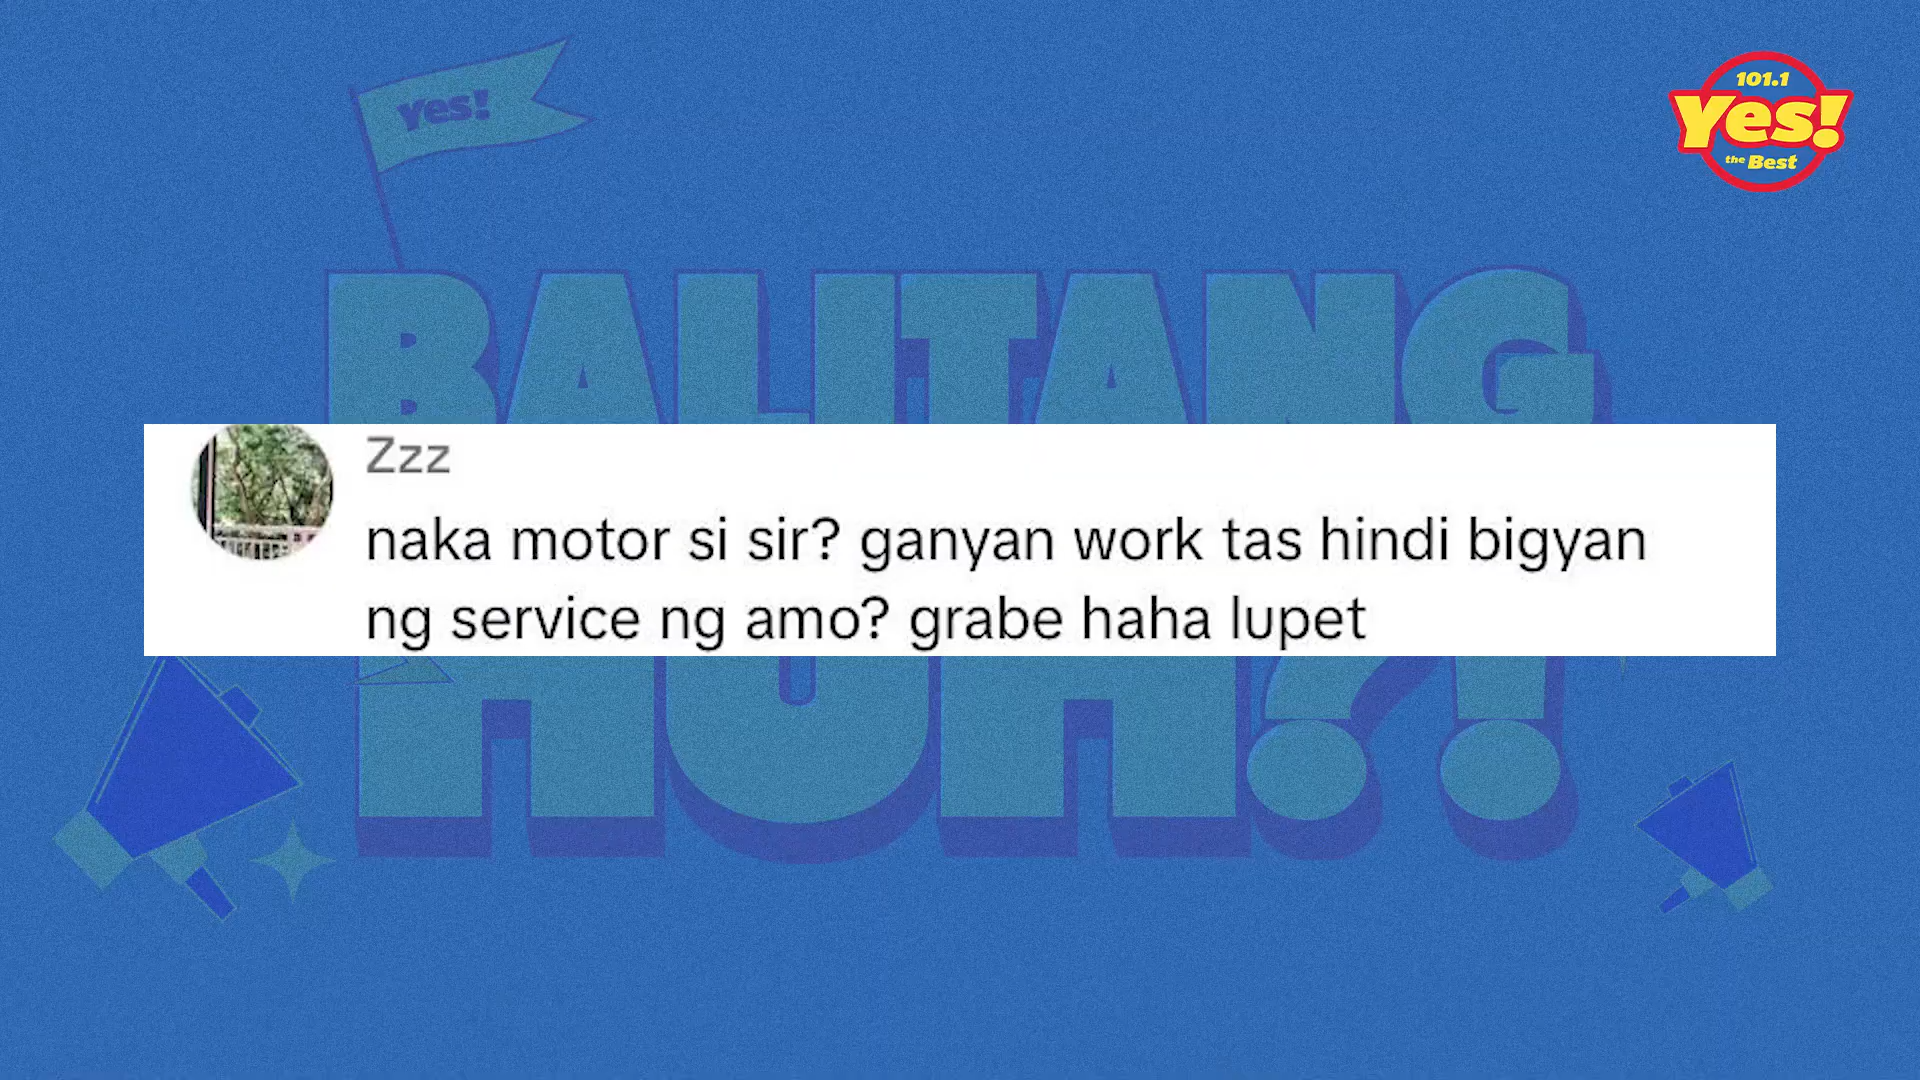 Yes!
101.1
Yes!
the Best
BALITANG
Zzz
naka motor si sir? ganyan work tas hindi bigyan
ng service ng amo? grabe haha lupet
HUH?!